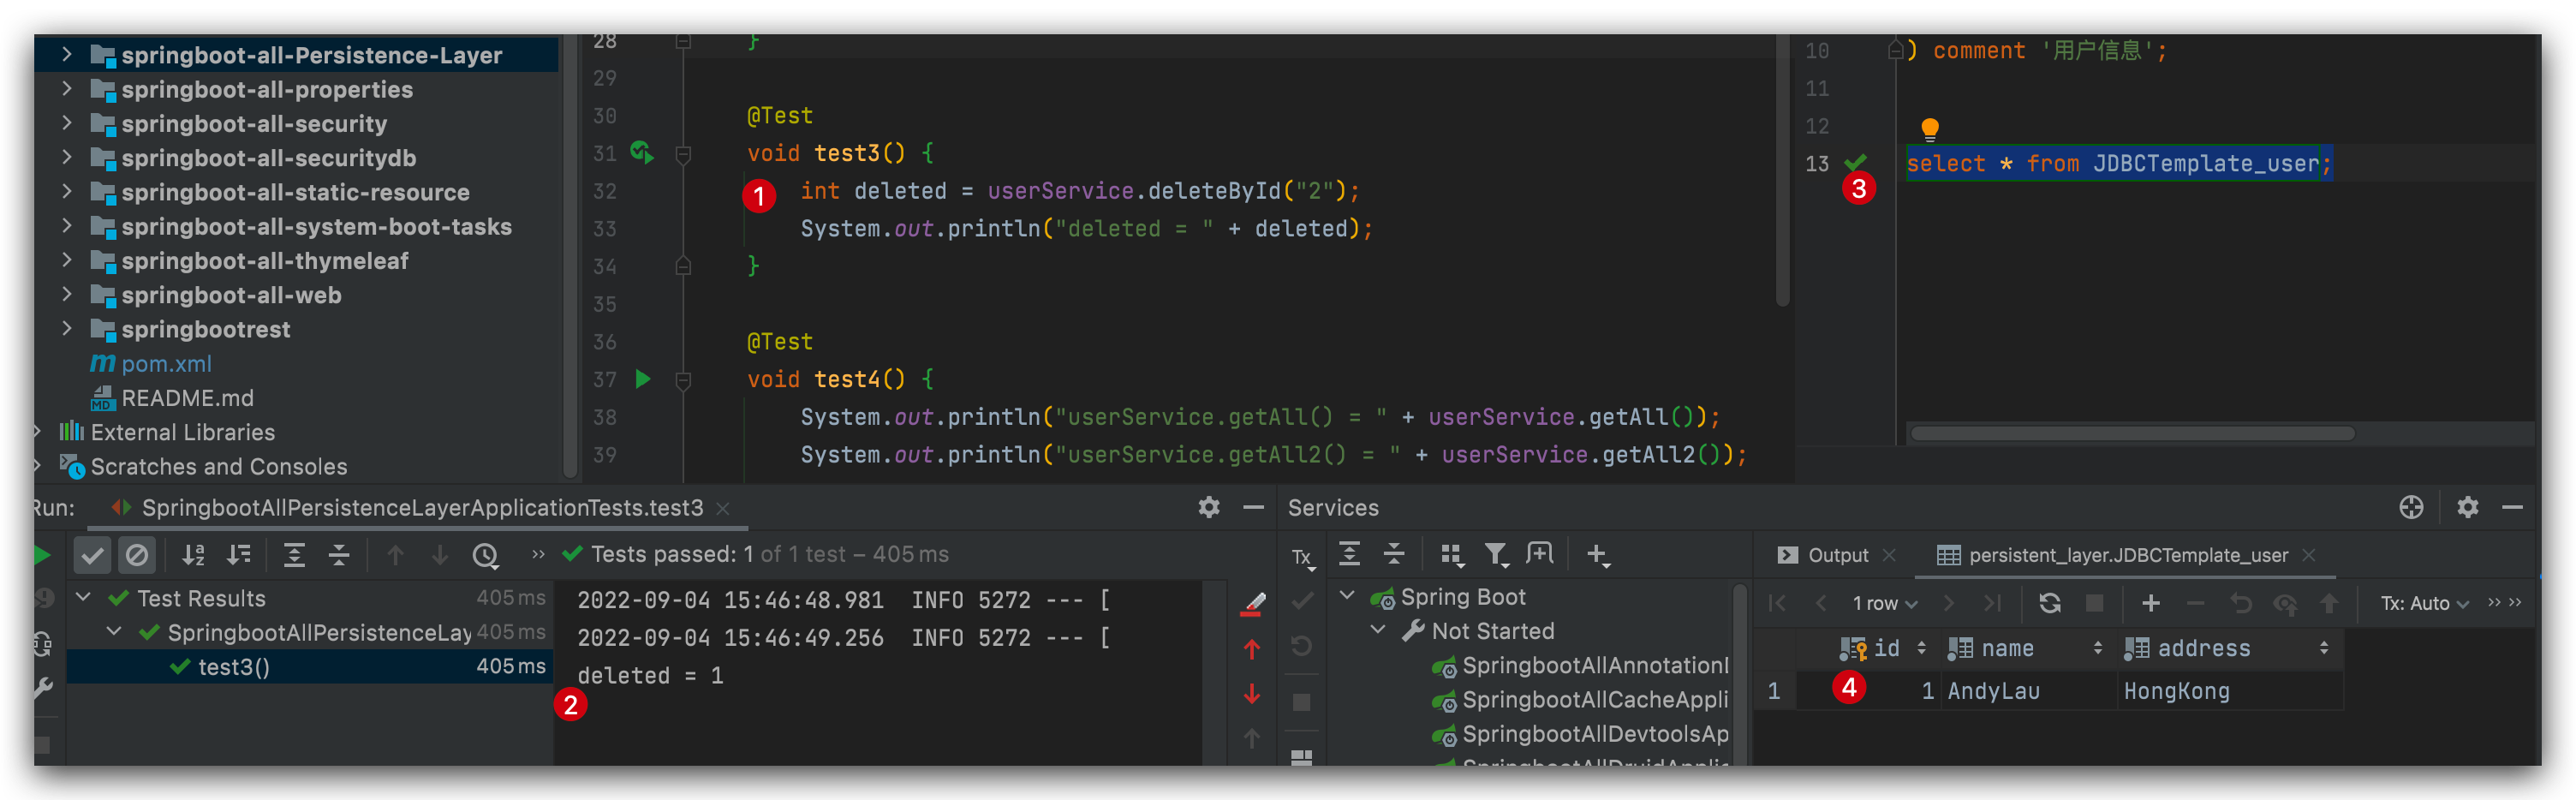 springboot-all-Persistence-Layer
springboot-all-properties
springboot-all-security
springboot-all-securitydb
springboot-all-static-resource
springboot-all-system-boot-tasks
springboot-all-thymeleaf
springboot-all-web
springbootrest
pom.xml
README.md
External Libraries
Scratches and Consoles
28 }
29
30 @Test
31 void test3() {
32 1 int deleted = userService.deleteById("2");
33 System.out.println("deleted = " + deleted);
34 }
35
36 @Test
37 void test4() {
38 System.out.println("userService.getAll() = " + userService.getAll());
39 System.out.println("userService.getAll2() = " + userService.getAll2());
10 ) comment '用户信息';
11
12
13 select * from JDBCTemplate_user;
3
Run: SpringbootAllPersistenceLayerApplicationTests.test3
Tests passed: 1 of 1 test – 405 ms
Test Results 405 ms
SpringbootAllPersistenceLay 405 ms
test3() 405 ms
2022-09-04 15:46:48.981  INFO 5272 --- [
2022-09-04 15:46:49.256  INFO 5272 --- [
deleted = 1
2
Services
Tx
Spring Boot
Not Started
SpringbootAllAnnotation
SpringbootAllCacheAppli
SpringbootAllDevtoolsAp
SpringbootAllDruidApplic
Output persistent_layer.JDBCTemplate_user
1 row Tx: Auto
id name address
1 4 1 AndyLau HongKong